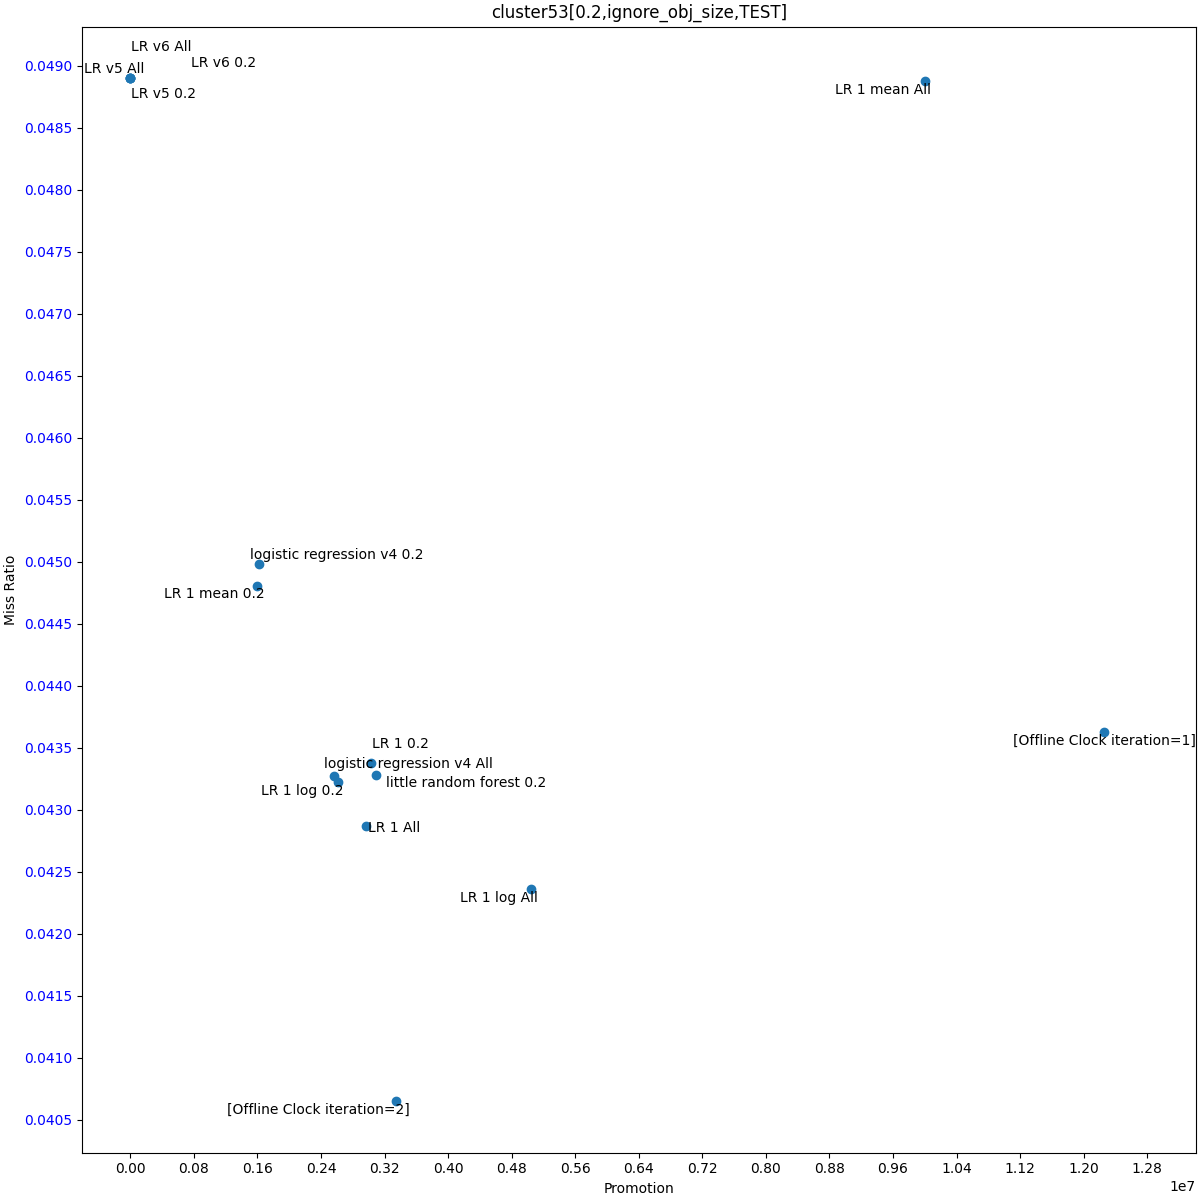 cluster53[0.2,ignore_obj_size,TEST]
LR v6 All
LR v6 0.2
LR v5 All
LR v5 0.2
LR 1 mean All
logistic regression v4 0.2
LR 1 mean 0.2
LR 1 0.2
[Offline Clock iteration=1]
logistic regression v4 All
little random forest 0.2
LR 1 log 0.2
LR 1 All
LR 1 log All
[Offline Clock iteration=2]
Miss Ratio
0.0490
0.0485
0.0480
0.0475
0.0470
0.0465
0.0460
0.0455
0.0450
0.0445
0.0440
0.0435
0.0430
0.0425
0.0420
0.0415
0.0410
0.0405
0.00 0.08 0.16 0.24 0.32 0.40 0.48 0.56 0.64 0.72 0.80 0.88 0.96 1.04 1.12 1.20 1.28
1e7
Promotion